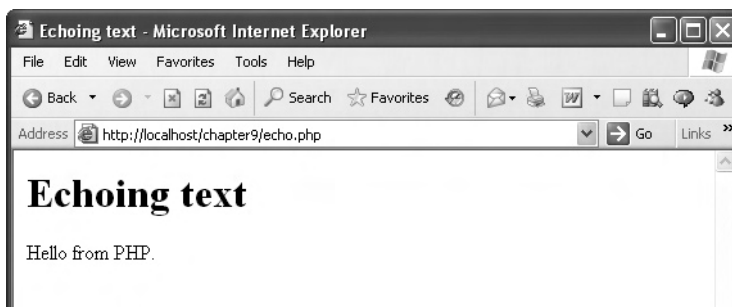 Echoing text - Microsoft Internet Explorer
File Edit View Favorites Tools Help
Back Search Favorites W
Address http://localhost/chapter9/echo.php Go Links »
Echoing text
Hello from PHP.